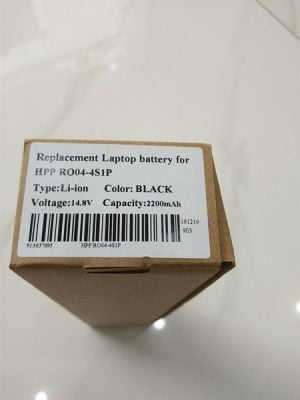 Replacement Laptop battery for
HPP RO04-4S1P
Type:Li-ion Color: BLACK
Voltage:14.8V Capacity:2200mAh
191219
903
913857695 HPP RO04-4S1P